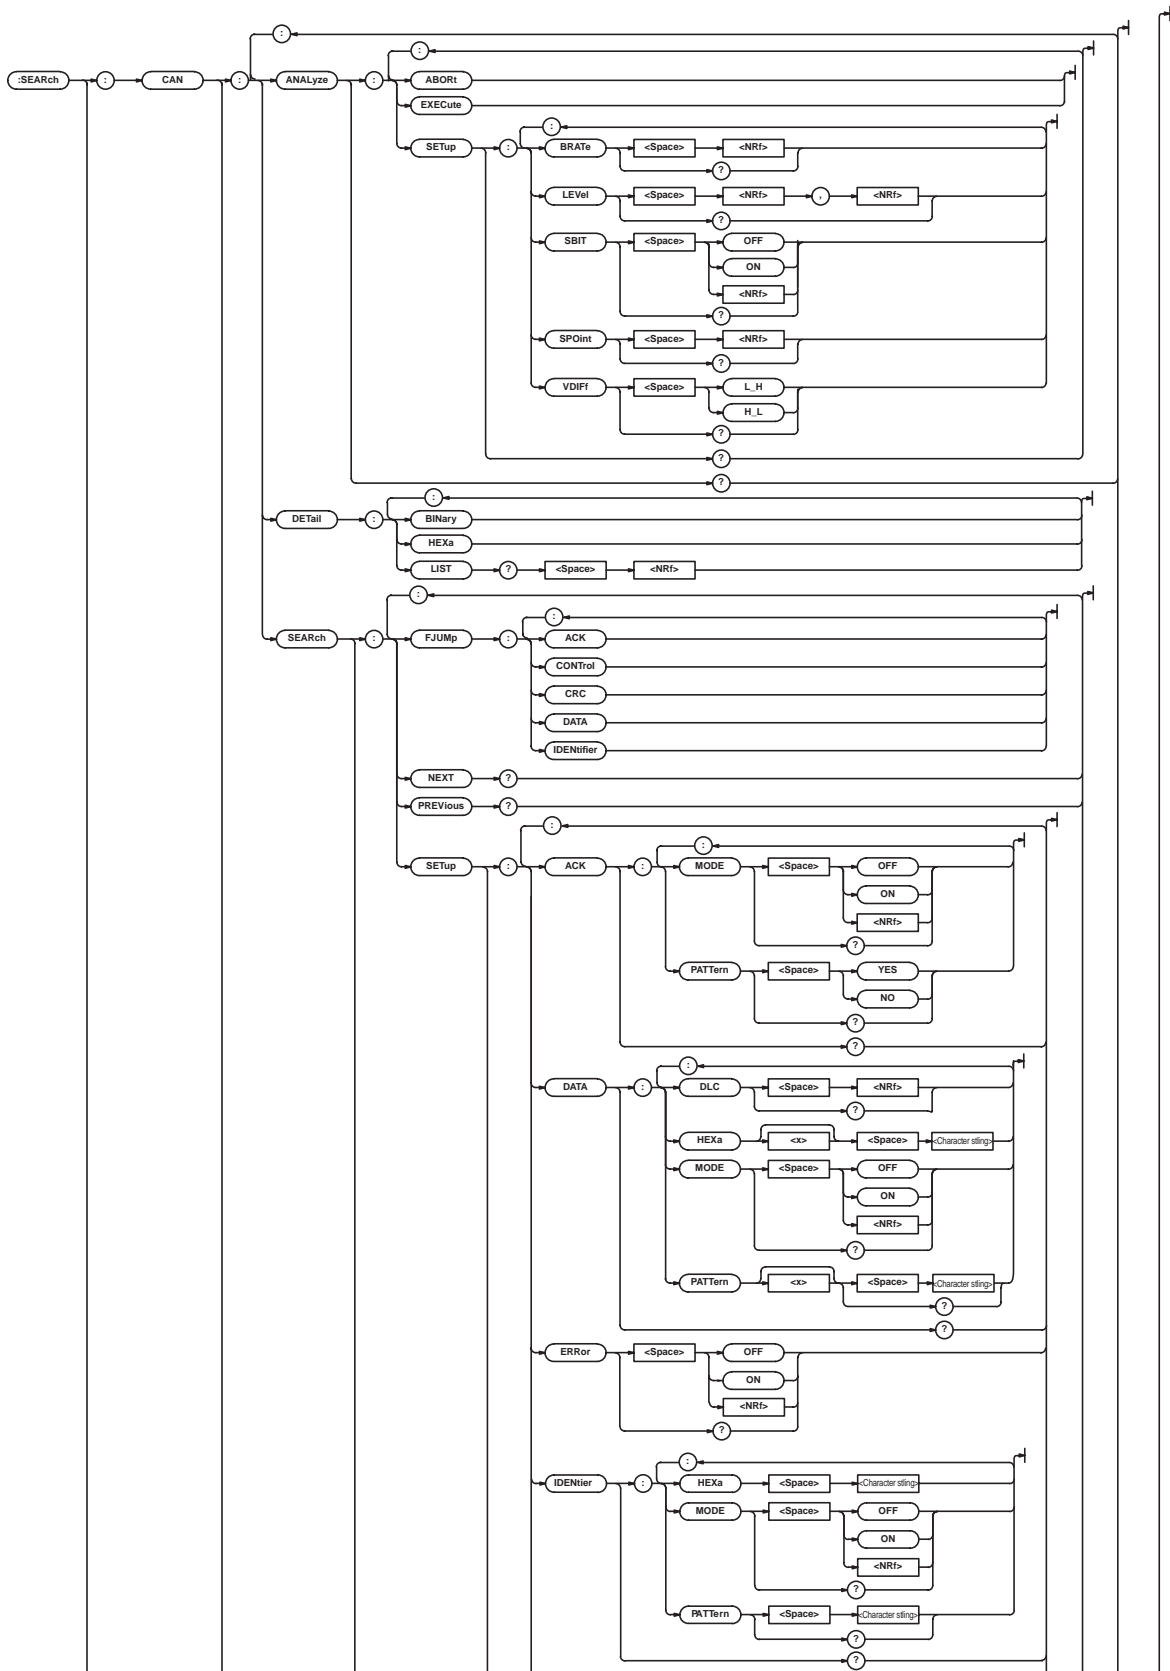 :
:
:SEARch : CAN : ANALyze : ABORt
EXECute
:
SETup : BRATe <Space> <NRf>
?
LEVel <Space> <NRf> , <NRf>
?
SBIT <Space> OFF
ON
<NRf>
?
SPOint <Space> <NRf>
?
VDIFf <Space> L_H
H_L
?
?
?
:
DETail : BINary
HEXa
LIST ? <Space> <NRf>
:
:
SEARch : FJUMp : ACK
CONTrol
CRC
DATA
IDENtifier
NEXT ?
PREVious ?
:
:
SETup : ACK : MODE <Space> OFF
ON
<NRf>
?
PATTern <Space> YES
NO
?
?
:
DATA : DLC <Space> <NRf>
?
HEXa <x> <Space> <Character stling>
MODE <Space> OFF
ON
<NRf>
?
PATTern <x> <Space> <Character stling>
?
?
ERRor <Space> OFF
ON
<NRf>
?
:
IDENtier : HEXa <Space> <Character stling>
MODE <Space> OFF
ON
<NRf>
?
PATTern <Space> <Character stling>
?
?